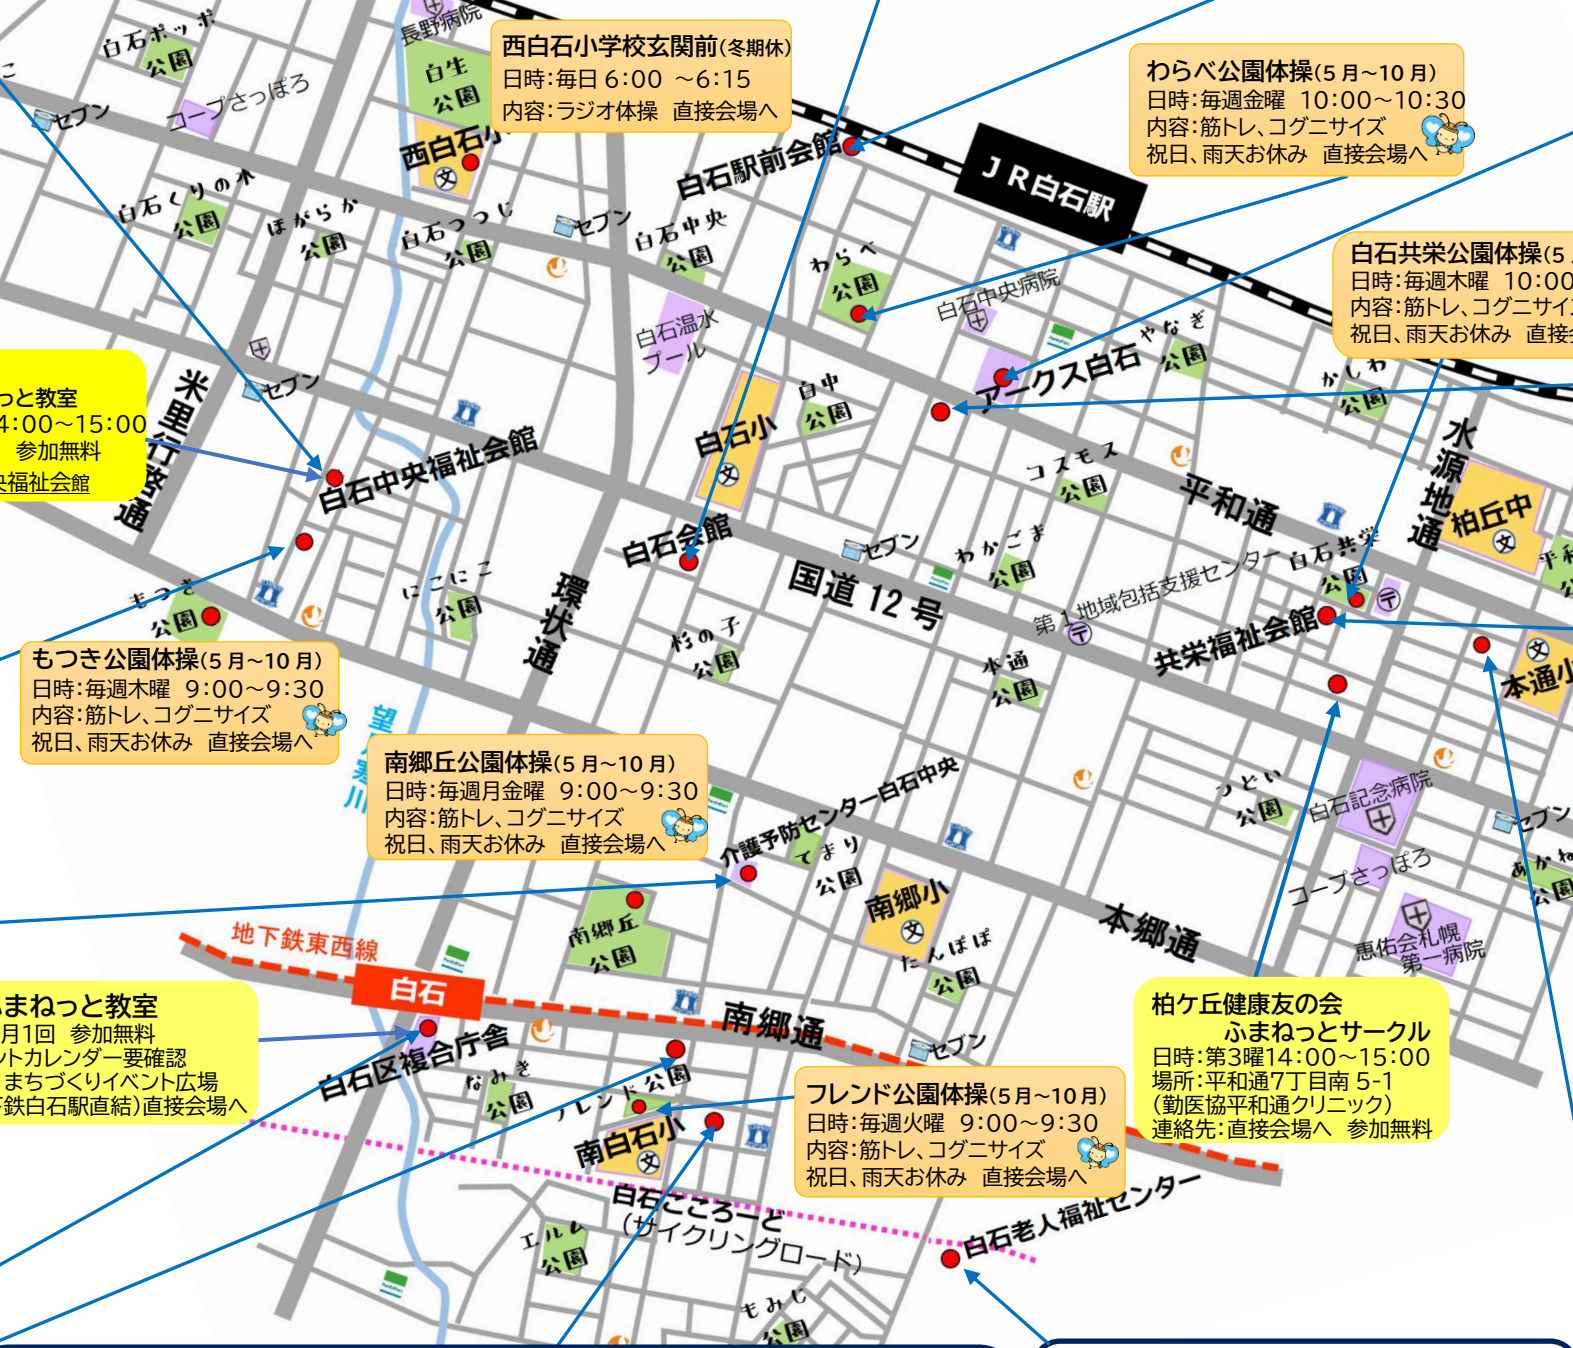 長野病院
白石ポッポ
公園
コープさっぽろ
セブン
白生
公園
西白石小学校玄関前(冬期休)
日時:毎日 6:00 ～6:15
内容:ラジオ体操 直接会場へ
わらべ公園体操(5月～10月)
日時:毎週金曜 10:00～10:30
内容:筋トレ、コグニサイズ
祝日、雨天お休み 直接会場へ
西白石小
文
白石駅前会館
JR白石駅
白石くりの木
公園
ほがらか
公園
白石つつじ
公園
セブン
白石中央
公園
わらべ
公園
白石中央病院
白石共栄公園体操(5
日時:毎週木曜 10:00
内容:筋トレ、コグニサイ
祝日、雨天お休み 直接
白石温水
プール
FamilyMart
やなぎ
公園
アークス白石
かしわ
公園
っと教室
4:00～15:00
参加無料
央福祉会館
米里行啓通
セブン
白石中央福祉会館
白石小
文
白中
公園
コスモス
公園
平和通
水源地通
柏丘中
文
白石会館
セブン
わかごま
公園
国道 12 号
第1地域包括支援センター
白石共栄
公園
平和
公
環状通
もつき
公園
にこにこ
公園
杉の子
公園
本通
公園
共栄福祉会館
文
本通小
もつき公園体操(5月～10月)
日時:毎週木曜 9:00～9:30
内容:筋トレ、コグニサイズ
祝日、雨天お休み 直接会場へ
望月寒川
南郷丘公園体操(5月～10月)
日時:毎週月金曜 9:00～9:30
内容:筋トレ、コグニサイズ
祝日、雨天お休み 直接会場へ
介護予防センター白石中央
てまり
公園
つどい
公園
白石記念病院
セブン
コープさっぽろ
あかね
公園
南郷小
文
南郷丘
公園
たんぽぽ
公園
本郷通
恵佑会札幌
第一病院
地下鉄東西線
白石
南郷通
セブン
ふまねっと教室
月1回 参加無料
ントカレンダー要確認
まちづくりイベント広場
下鉄白石駅直結)直接会場へ
白石区複合庁舎
なみき
公園
フレンド公園
南白石小
文
フレンド公園体操(5月～10月)
日時:毎週火曜 9:00～9:30
内容:筋トレ、コグニサイズ
祝日、雨天お休み 直接会場へ
柏ケ丘健康友の会
ふまねっとサークル
日時:第3曜14:00～15:00
場所:平和通7丁目南 5-1
(勤医協平和通クリニック)
連絡先:直接会場へ 参加無料
白石こころーど
(サイクリングロード)
白石老人福祉センター
エルム
公園
もみじ
公園
FamilyMart